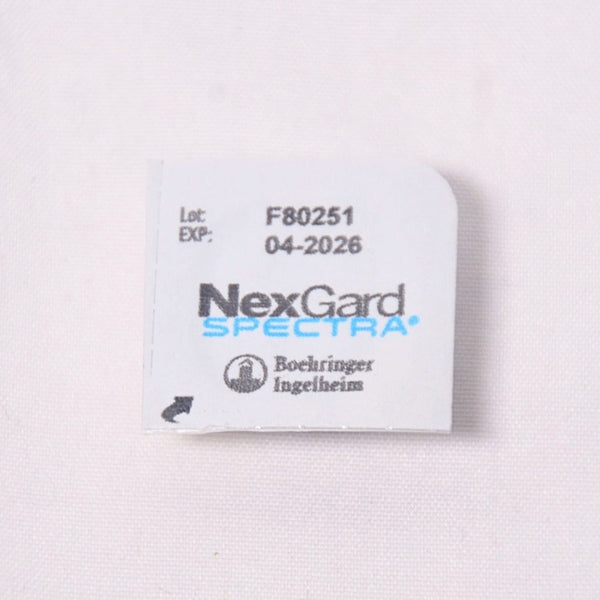 Lot: F80251
EXP: 04-2026
NexGard
SPECTRA®
Boehringer
Ingelheim